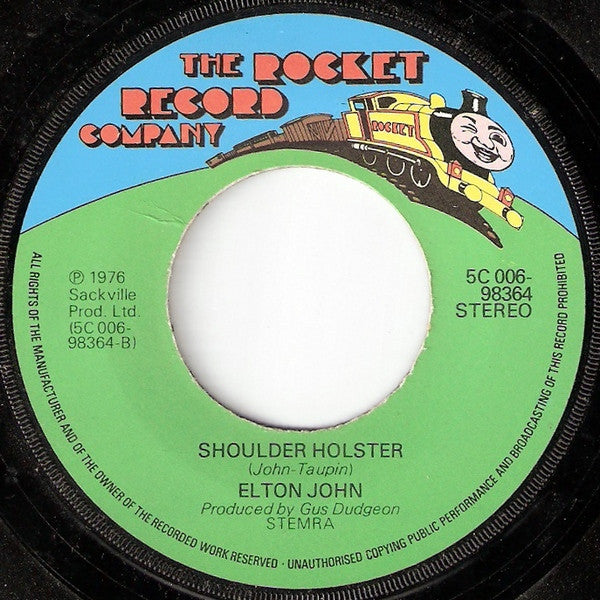 THE ROCKET
RECORD
COMPANY
ROCKET
℗ 1976
Sackville
Prod. Ltd.
(5C 006-
98364-B)
5C 006-
98364
STEREO
SHOULDER HOLSTER
(John-Taupin)
ELTON JOHN
Produced by Gus Dudgeon
STEMRA
ALL RIGHTS OF THE MANUFACTURER AND OF THE OWNER OF THE RECORDED WORK RESERVED - UNAUTHORISED COPYING PUBLIC PERFORMANCE AND BROADCASTING OF THIS RECORD PROHIBITED